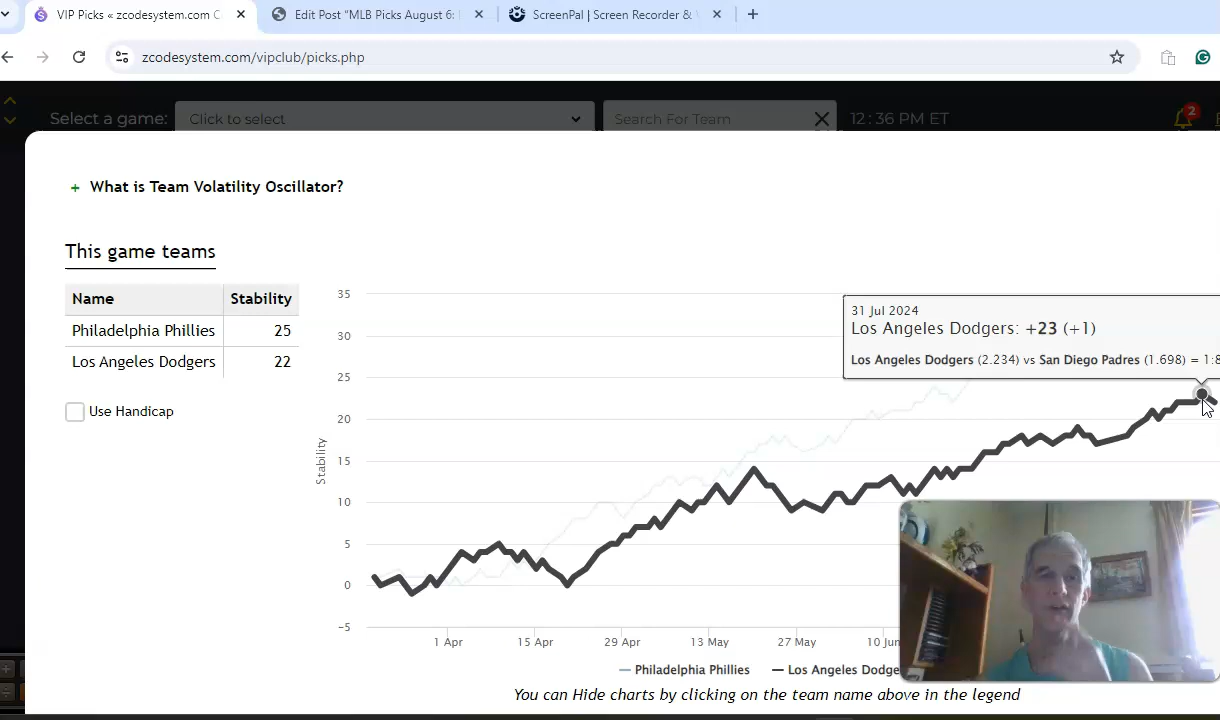 VIP Picks « zcodesystem.com C
Edit Post “MLB Picks August 6:
ScreenPal | Screen Recorder &
zcodesystem.com/vipclub/picks.php
Select a game:
Click to select
Search For Team
12:36 PM ET
2
+ What is Team Volatility Oscillator?
This game teams
Name Stability
Philadelphia Phillies 25
Los Angeles Dodgers 22
Use Handicap
Stability
35
30
25
20
15
10
5
0
−5
31 Jul 2024
Los Angeles Dodgers: +23 (+1)
Los Angeles Dodgers (2.234) vs San Diego Padres (1.698) = 1:8
1 Apr 15 Apr 29 Apr 13 May 27 May 10 Jun
Philadelphia Phillies Los Angeles Dodge
You can Hide charts by clicking on the team name above in the legend